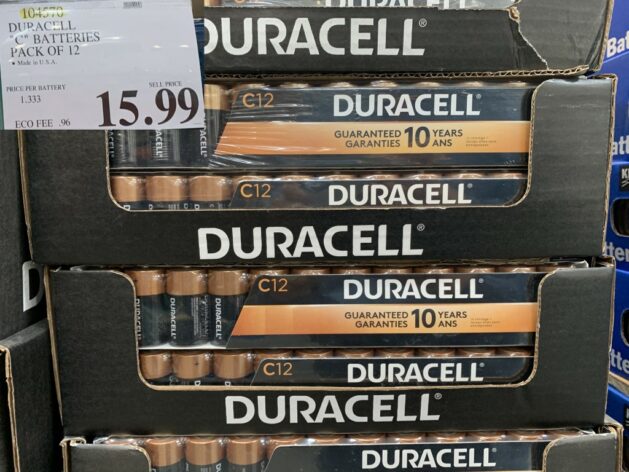 104570
DURACELL
"C" BATTERIES
PACK OF 12
• Made in U.S.A.
PRICE PER BATTERY
1.333
SELL PRICE
15.99
ECO FEE .96
DURACELL®
C12 DURACELL®
GUARANTEED 10 YEARS
GARANTIES ANS
C12 DURACELL®
DURACELL®
C12 DURACELL®
GUARANTEED 10 YEARS
GARANTIES ANS
C12 DURACELL®
DURACELL®
DURACELL